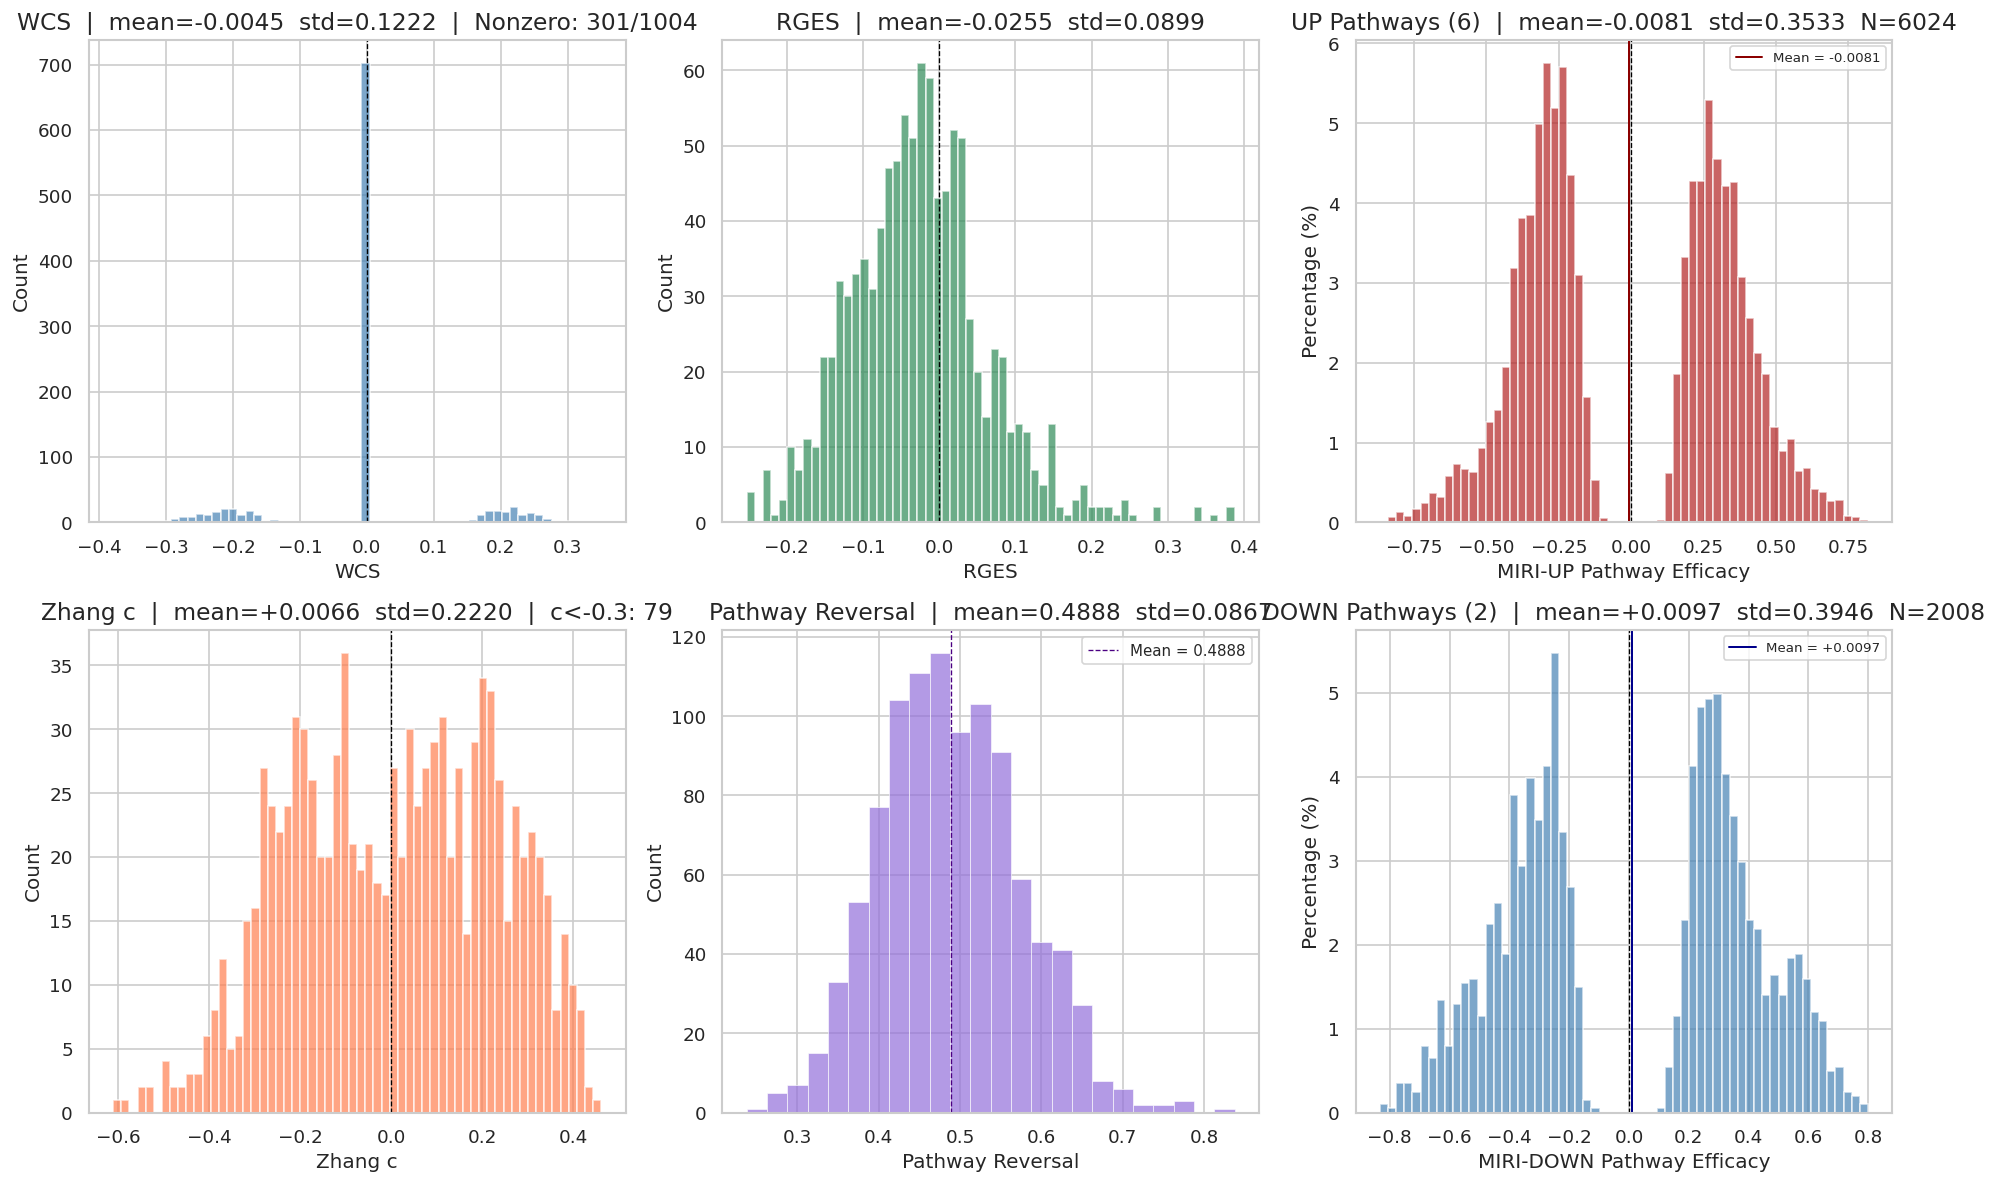 WCS | mean=-0.0045 std=0.1222 | Nonzero: 301/1004
700
600
500
400
300
200
100
0
Count
−0.4 −0.3 −0.2 −0.1 0.0 0.1 0.2 0.3
WCS
RGES | mean=-0.0255 std=0.0899
60
50
40
30
20
10
0
Count
−0.2 −0.1 0.0 0.1 0.2 0.3 0.4
RGES
UP Pathways (6) | mean=-0.0081 std=0.3533 N=6024
Mean = -0.0081
6
5
4
3
2
1
0
Percentage (%)
−0.75 −0.50 −0.25 0.00 0.25 0.50 0.75
MIRI-UP Pathway Efficacy
Zhang c | mean=+0.0066 std=0.2220 | c<-0.3: 79
35
30
25
20
15
10
5
0
Count
−0.6 −0.4 −0.2 0.0 0.2 0.4
Zhang c
Pathway Reversal | mean=0.4888 std=0.0867
Mean = 0.4888
120
100
80
60
40
20
0
Count
0.3 0.4 0.5 0.6 0.7 0.8
Pathway Reversal
DOWN Pathways (2) | mean=+0.0097 std=0.3946 N=2008
Mean = +0.0097
5
4
3
2
1
0
Percentage (%)
−0.8 −0.6 −0.4 −0.2 0.0 0.2 0.4 0.6 0.8
MIRI-DOWN Pathway Efficacy